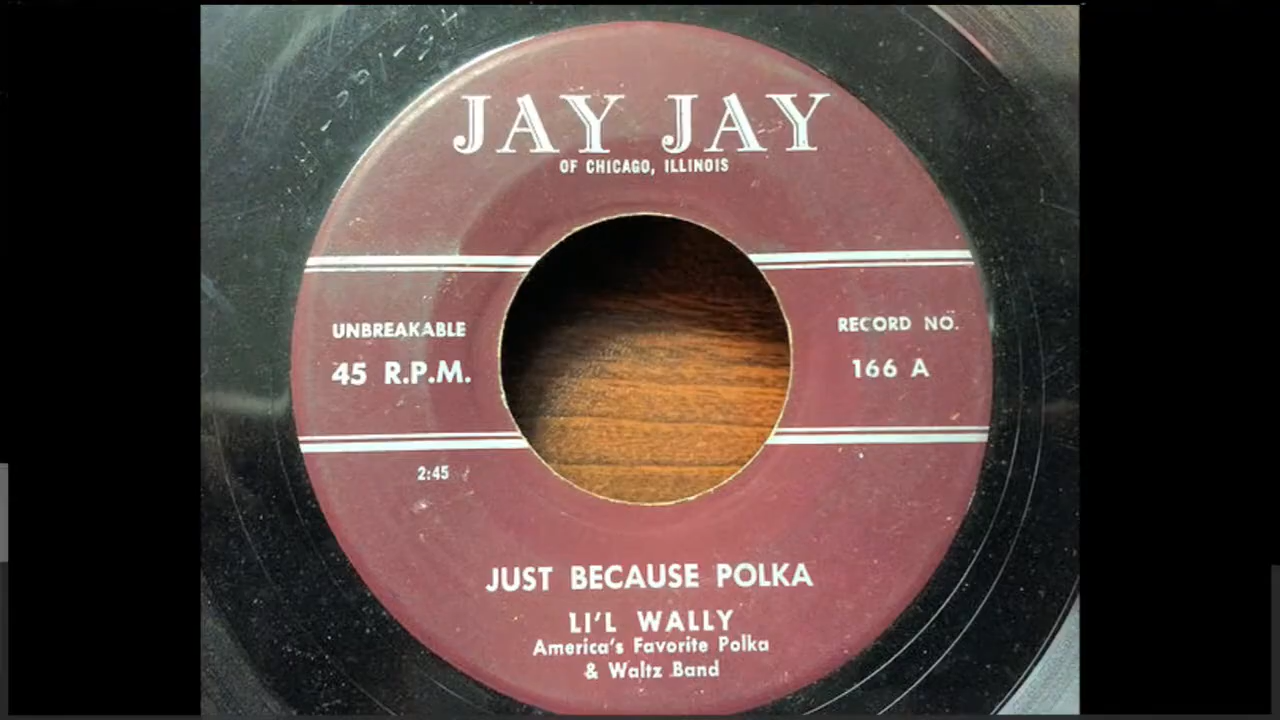 JAY JAY
OF CHICAGO, ILLINOIS
UNBREAKABLE
RECORD NO.
45 R.P.M.
166 A
2:45
JUST BECAUSE POLKA
LI'L WALLY
America's Favorite Polka
& Waltz Band